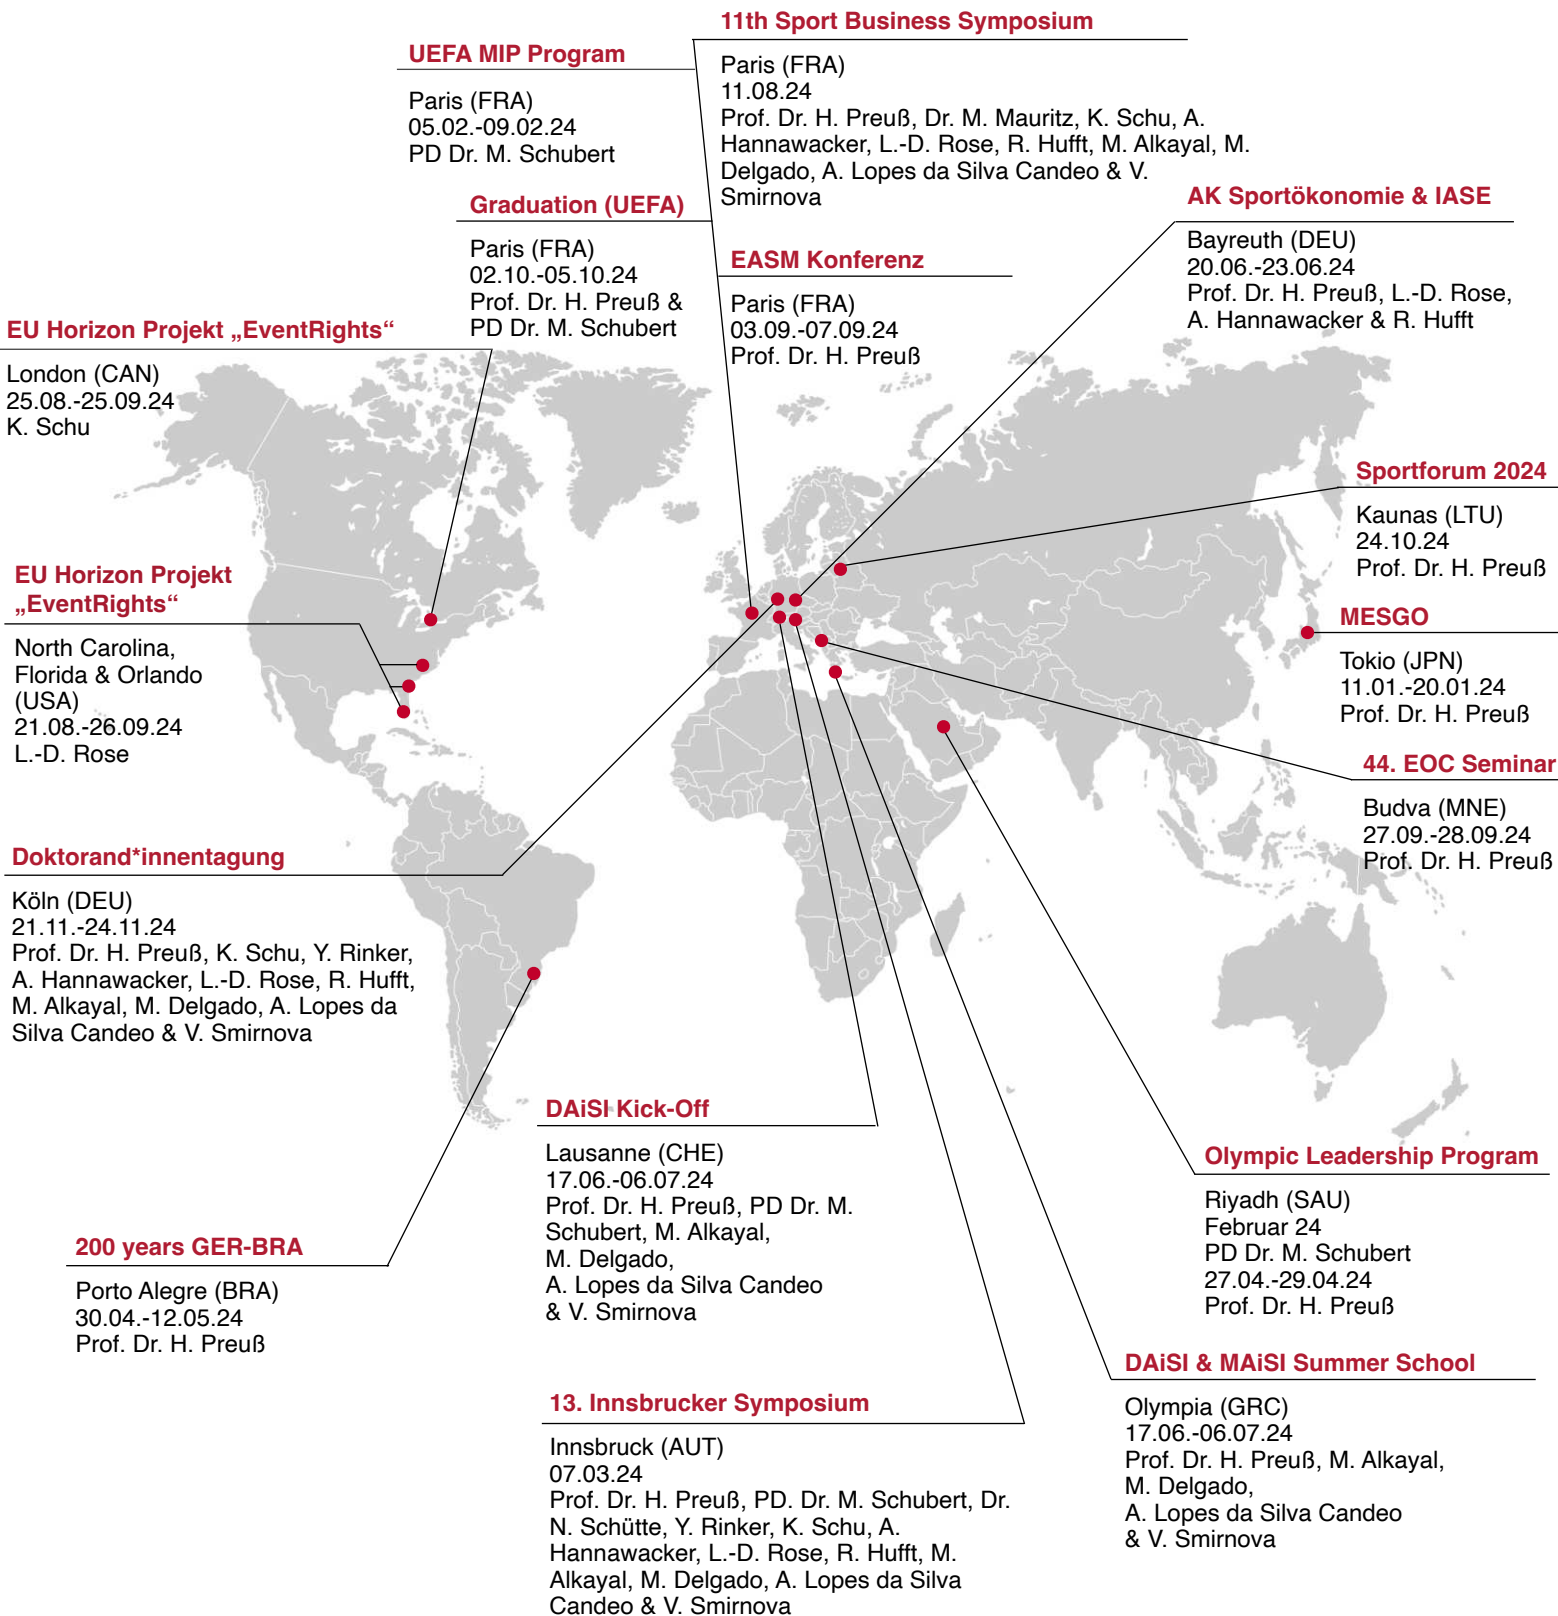 11th Sport Business Symposium
Paris (FRA)
11.08.24
Prof. Dr. H. Preuß, Dr. M. Mauritz, K. Schu, A.
Hannawacker, L.-D. Rose, R. Hufft, M. Alkayal, M.
Delgado, A. Lopes da Silva Candeo & V.
Smirnova
UEFA MIP Program
Paris (FRA)
05.02.-09.02.24
PD Dr. M. Schubert
Graduation (UEFA)
Paris (FRA)
02.10.-05.10.24
Prof. Dr. H. Preuß &
PD Dr. M. Schubert
EASM Konferenz
Paris (FRA)
03.09.-07.09.24
Prof. Dr. H. Preuß
AK Sportökonomie & IASE
Bayreuth (DEU)
20.06.-23.06.24
Prof. Dr. H. Preuß, L.-D. Rose,
A. Hannawacker & R. Hufft
EU Horizon Projekt „EventRights“
London (CAN)
25.08.-25.09.24
K. Schu
Sportforum 2024
Kaunas (LTU)
24.10.24
Prof. Dr. H. Preuß
EU Horizon Projekt
„EventRights“
North Carolina,
Florida & Orlando
(USA)
21.08.-26.09.24
L.-D. Rose
MESGO
Tokio (JPN)
11.01.-20.01.24
Prof. Dr. H. Preuß
44. EOC Seminar
Budva (MNE)
27.09.-28.09.24
Prof. Dr. H. Preuß
Doktorand*innentagung
Köln (DEU)
21.11.-24.11.24
Prof. Dr. H. Preuß, K. Schu, Y. Rinker,
A. Hannawacker, L.-D. Rose, R. Hufft,
M. Alkayal, M. Delgado, A. Lopes da
Silva Candeo & V. Smirnova
DAiSI Kick-Off
Lausanne (CHE)
17.06.-06.07.24
Prof. Dr. H. Preuß, PD Dr. M.
Schubert, M. Alkayal,
M. Delgado,
A. Lopes da Silva Candeo
& V. Smirnova
Olympic Leadership Program
Riyadh (SAU)
Februar 24
PD Dr. M. Schubert
27.04.-29.04.24
Prof. Dr. H. Preuß
200 years GER-BRA
Porto Alegre (BRA)
30.04.-12.05.24
Prof. Dr. H. Preuß
DAiSI & MAiSI Summer School
Olympia (GRC)
17.06.-06.07.24
Prof. Dr. H. Preuß, M. Alkayal,
M. Delgado,
A. Lopes da Silva Candeo
& V. Smirnova
13. Innsbrucker Symposium
Innsbruck (AUT)
07.03.24
Prof. Dr. H. Preuß, PD. Dr. M. Schubert, Dr.
N. Schütte, Y. Rinker, K. Schu, A.
Hannawacker, L.-D. Rose, R. Hufft, M.
Alkayal, M. Delgado, A. Lopes da Silva
Candeo & V. Smirnova